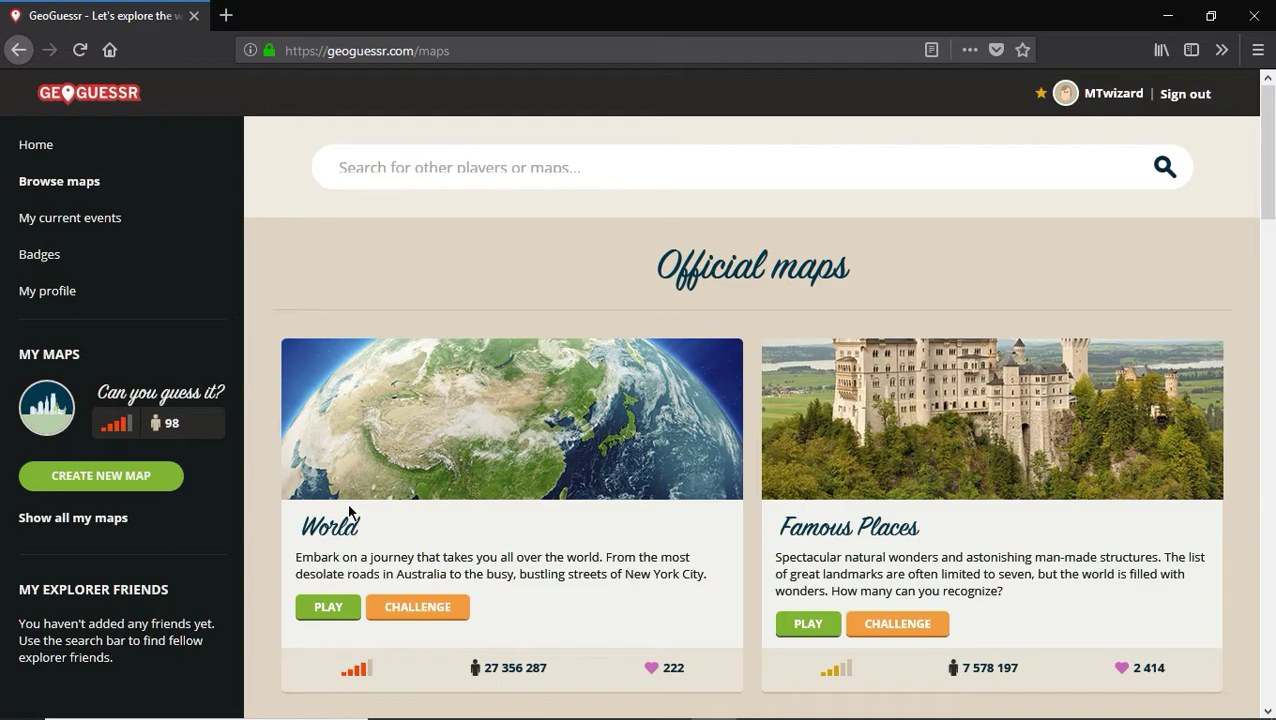 GeoGuessr - Let's explore the w
https://geoguessr.com/maps
GEOGUESSR
MTwizard | Sign out
Home
Browse maps
My current events
Badges
My profile
MY MAPS
Can you guess it?
98
CREATE NEW MAP
Show all my maps
MY EXPLORER FRIENDS
You haven't added any friends yet.
Use the search bar to find fellow
explorer friends.
Search for other players or maps...
Official maps
World
Embark on a journey that takes you all over the world. From the most
desolate roads in Australia to the busy, bustling streets of New York City.
PLAY CHALLENGE
27 356 287 222
Famous Places
Spectacular natural wonders and astonishing man-made structures. The list
of great landmarks are often limited to seven, but the world is filled with
wonders. How many can you recognize?
PLAY CHALLENGE
7 578 197 2 414